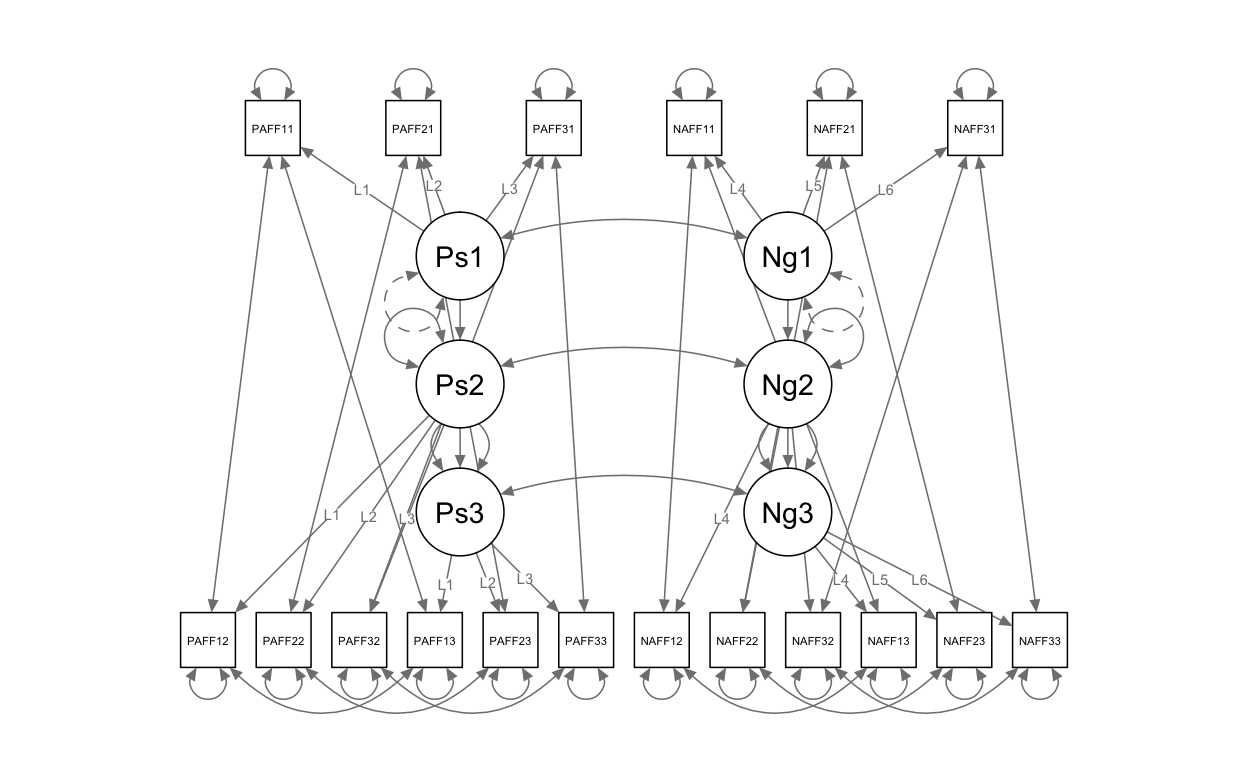 PAFF11 PAFF21 PAFF31 NAFF11 NAFF21 NAFF31
L1 L2 L3 L4 L5 L6
Ps1 Ng1
Ps2 Ng2
Ps3 Ng3
L1 L2 L3 L4
L1 L2 L3 L4 L5 L6
PAFF12 PAFF22 PAFF32 PAFF13 PAFF23 PAFF33 NAFF12 NAFF22 NAFF32 NAFF13 NAFF23 NAFF33